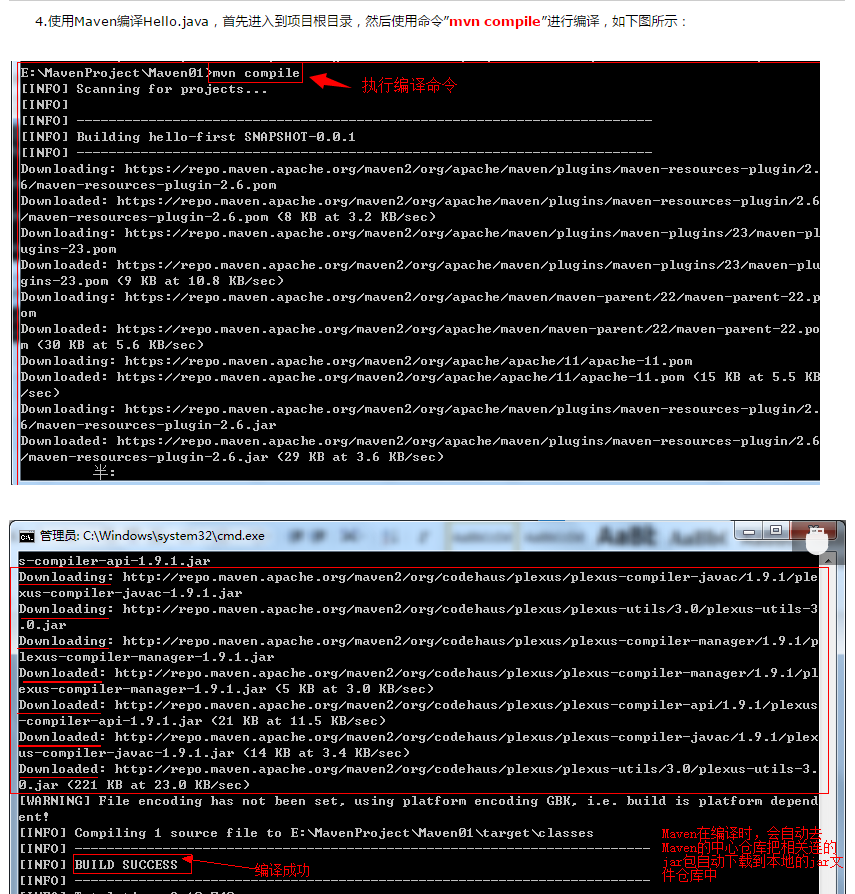 4.使用Maven编译Hello.java，首先进入到项目根目录，然后使用命令"mvn compile"进行编译，如下图所示：
E:\MavenProject\Maven01>mvn compile
执行编译命令
[INFO] Scanning for projects...
[INFO]
[INFO] ------------------------------------------------------------------------
[INFO] Building hello-first SNAPSHOT-0.0.1
[INFO] ------------------------------------------------------------------------
Downloading: https://repo.maven.apache.org/maven2/org/apache/maven/plugins/maven-resources-plugin/2.
6/maven-resources-plugin-2.6.pom
Downloaded: https://repo.maven.apache.org/maven2/org/apache/maven/plugins/maven-resources-plugin/2.6
/maven-resources-plugin-2.6.pom (8 KB at 3.2 KB/sec)
Downloading: https://repo.maven.apache.org/maven2/org/apache/maven/plugins/maven-plugins/23/maven-pl
ugins-23.pom
Downloaded: https://repo.maven.apache.org/maven2/org/apache/maven/plugins/maven-plugins/23/maven-plu
gins-23.pom (9 KB at 10.8 KB/sec)
Downloading: https://repo.maven.apache.org/maven2/org/apache/maven/maven-parent/22/maven-parent-22.p
om
Downloaded: https://repo.maven.apache.org/maven2/org/apache/maven/maven-parent/22/maven-parent-22.po
m (30 KB at 5.6 KB/sec)
Downloading: https://repo.maven.apache.org/maven2/org/apache/apache/11/apache-11.pom
Downloaded: https://repo.maven.apache.org/maven2/org/apache/apache/11/apache-11.pom (15 KB at 5.5 KB
/sec)
Downloading: https://repo.maven.apache.org/maven2/org/apache/maven/plugins/maven-resources-plugin/2.
6/maven-resources-plugin-2.6.jar
Downloaded: https://repo.maven.apache.org/maven2/org/apache/maven/plugins/maven-resources-plugin/2.6
/maven-resources-plugin-2.6.jar (29 KB at 3.6 KB/sec)
半:
管理员: C:\Windows\system32\cmd.exe
s-compiler-api-1.9.1.jar
Downloading: http://repo.maven.apache.org/maven2/org/codehaus/plexus/plexus-compiler-javac/1.9.1/ple
xus-compiler-javac-1.9.1.jar
Downloading: http://repo.maven.apache.org/maven2/org/codehaus/plexus/plexus-utils/3.0/plexus-utils-3
.0.jar
Downloading: http://repo.maven.apache.org/maven2/org/codehaus/plexus/plexus-compiler-manager/1.9.1/p
lexus-compiler-manager-1.9.1.jar
Downloaded: http://repo.maven.apache.org/maven2/org/codehaus/plexus/plexus-compiler-manager/1.9.1/pl
exus-compiler-manager-1.9.1.jar (5 KB at 3.0 KB/sec)
Downloaded: http://repo.maven.apache.org/maven2/org/codehaus/plexus/plexus-compiler-api/1.9.1/plexus
-compiler-api-1.9.1.jar (21 KB at 11.5 KB/sec)
Downloaded: http://repo.maven.apache.org/maven2/org/codehaus/plexus/plexus-compiler-javac/1.9.1/plex
us-compiler-javac-1.9.1.jar (14 KB at 3.4 KB/sec)
Downloaded: http://repo.maven.apache.org/maven2/org/codehaus/plexus/plexus-utils/3.0/plexus-utils-3.
0.jar (221 KB at 23.0 KB/sec)
[WARNING] File encoding has not been set, using platform encoding GBK, i.e. build is platform depend
ent!
[INFO] Compiling 1 source file to E:\MavenProject\Maven01\target\classes
[INFO] ------------------------------------------------------------------------
[INFO] BUILD SUCCESS
编译成功
[INFO] ------------------------------------------------------------------------
Maven在编译时，会自动去
Maven的中心仓库把相关连的
jar包自动下载到本地的jar文
件仓库中